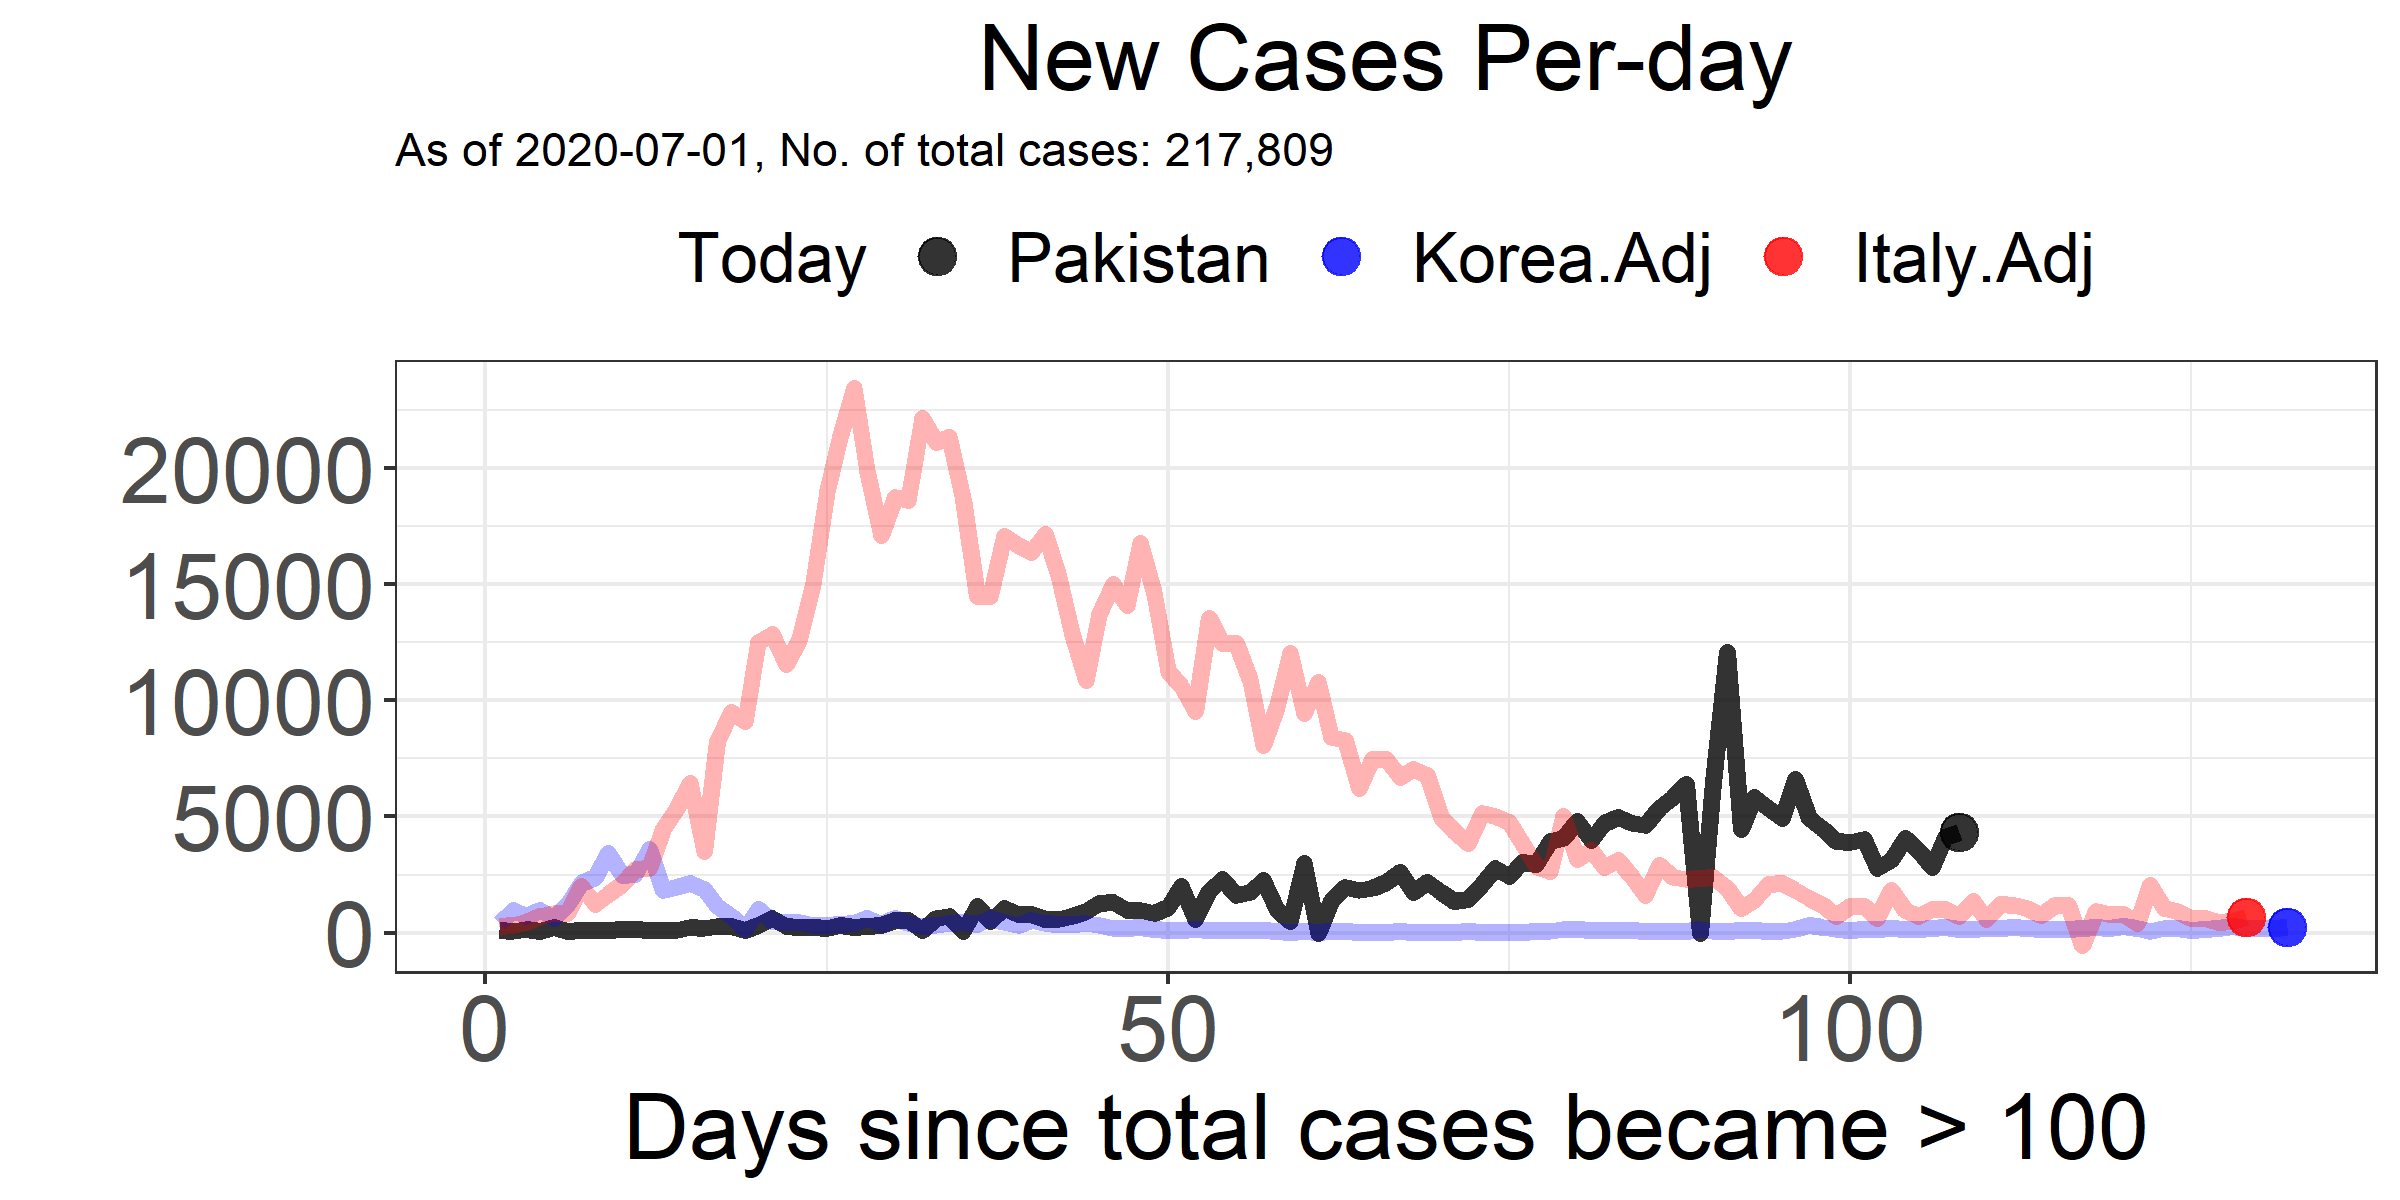 New Cases Per-day
As of 2020-07-01, No. of total cases: 217,809
Today Pakistan Korea.Adj Italy.Adj
20000
15000
10000
5000
0
0 50 100
Days since total cases became > 100